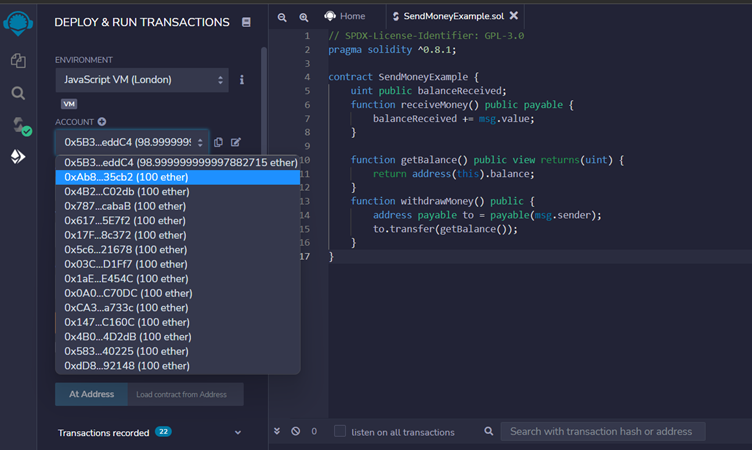 DEPLOY & RUN TRANSACTIONS
ENVIRONMENT
JavaScript VM (London)
VM
ACCOUNT
0x5B3...eddC4 (98.9999999
0x5B3...eddC4 (98.999999999997882715 ether)
0xAb8...35cb2 (100 ether)
0x4B2...C02db (100 ether)
0x787...cabaB (100 ether)
0x617...5E7f2 (100 ether)
0x17F...8c372 (100 ether)
0x5c6...21678 (100 ether)
0x03C...D1Ff7 (100 ether)
0x1aE...E454C (100 ether)
0x0A0...C70DC (100 ether)
0xCA3...a733c (100 ether)
0x147...C160C (100 ether)
0x4B0...4D2dB (100 ether)
0x583...40225 (100 ether)
0xdD8...92148 (100 ether)
At Address Load contract from Address
Transactions recorded 22
Home SendMoneyExample.sol
1 // SPDX-License-Identifier: GPL-3.0
2 pragma solidity ^0.8.1;
3
4 contract SendMoneyExample {
5 uint public balanceReceived;
6 function receiveMoney() public payable {
7 balanceReceived += msg.value;
8 }
9
10 function getBalance() public view returns(uint) {
11 return address(this).balance;
12 }
13 function withdrawMoney() public {
14 address payable to = payable(msg.sender);
15 to.transfer(getBalance());
16 }
17 }
0 listen on all transactions Search with transaction hash or address